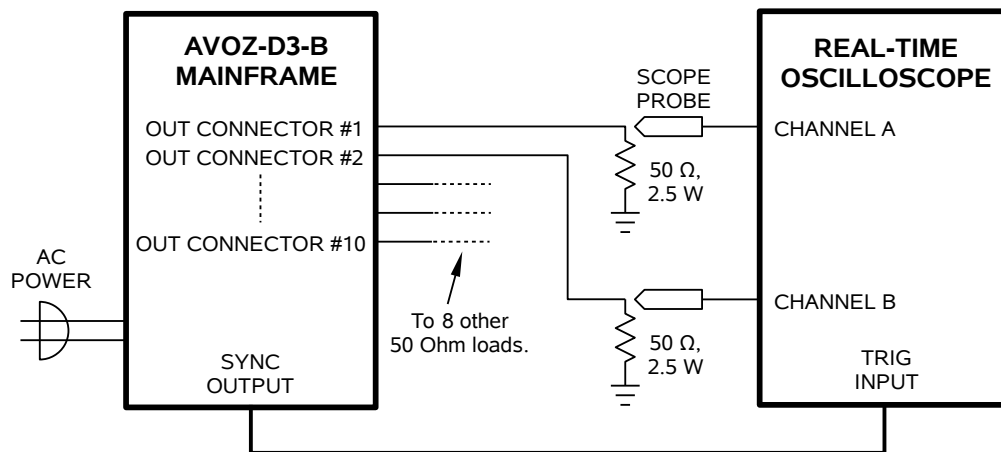 AVOZ-D3-B
MAINFRAME
OUT CONNECTOR #1
OUT CONNECTOR #2
OUT CONNECTOR #10
SYNC
OUTPUT
AC
POWER
To 8 other
50 Ohm loads.
SCOPE
PROBE
50 Ω,
2.5 W
50 Ω,
2.5 W
REAL-TIME
OSCILLOSCOPE
CHANNEL A
CHANNEL B
TRIG
INPUT